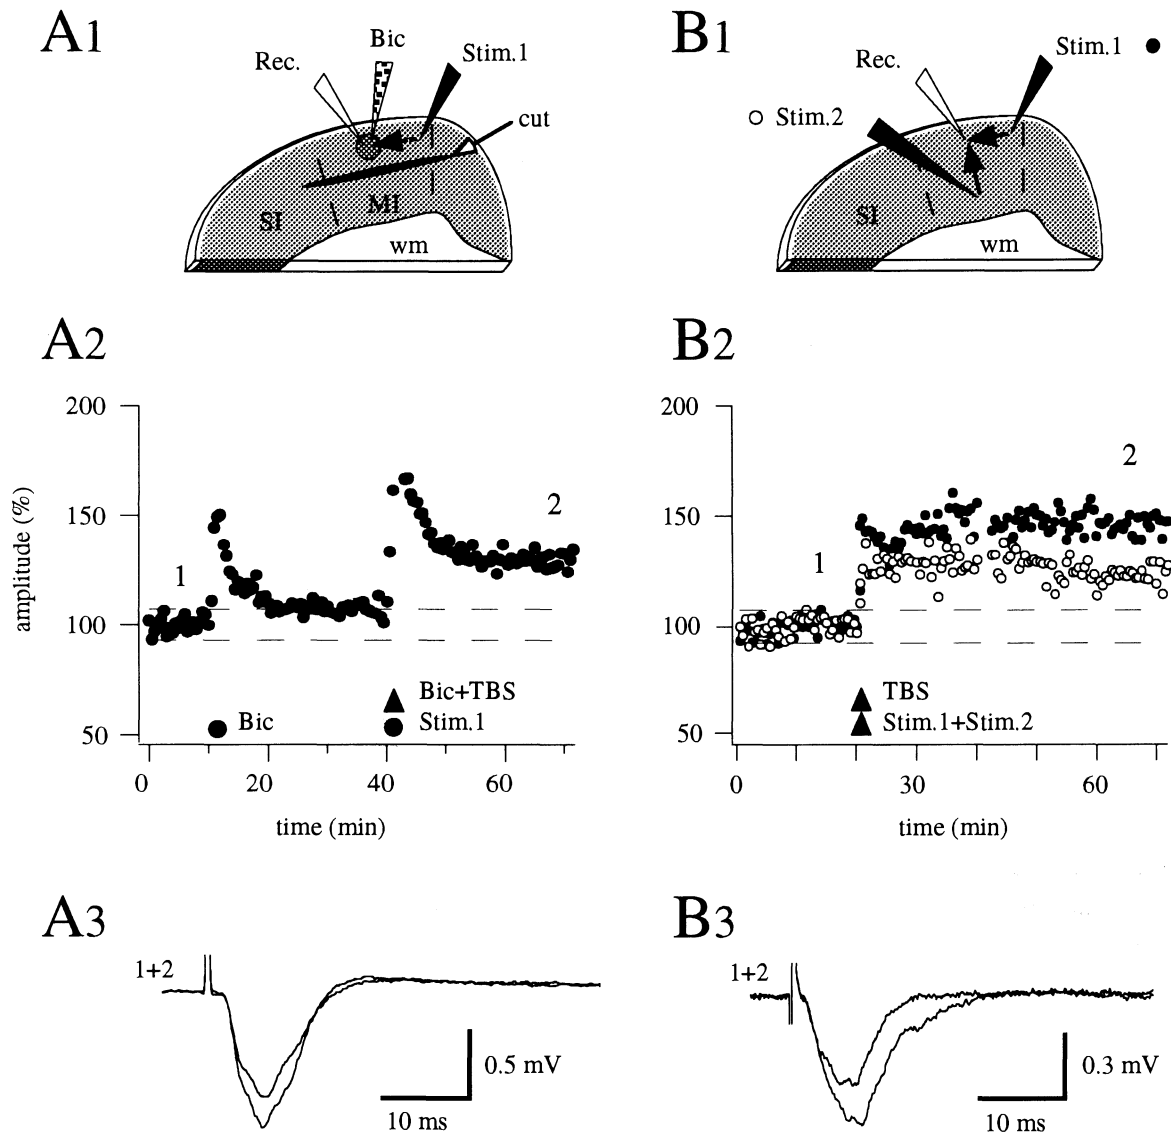 A1
Rec.
Bic
Stim.1
cut
SI
MI
wm
B1
Rec.
Stim.1
Stim.2
SI
wm
A2
200
150
100
50
amplitude (%)
1
2
Bic
Bic+TBS
Stim.1
0
20
40
60
time (min)
B2
200
150
100
50
1
2
TBS
Stim.1+Stim.2
0
30
60
time (min)
A3
1+2
0.5 mV
10 ms
B3
1+2
0.3 mV
10 ms